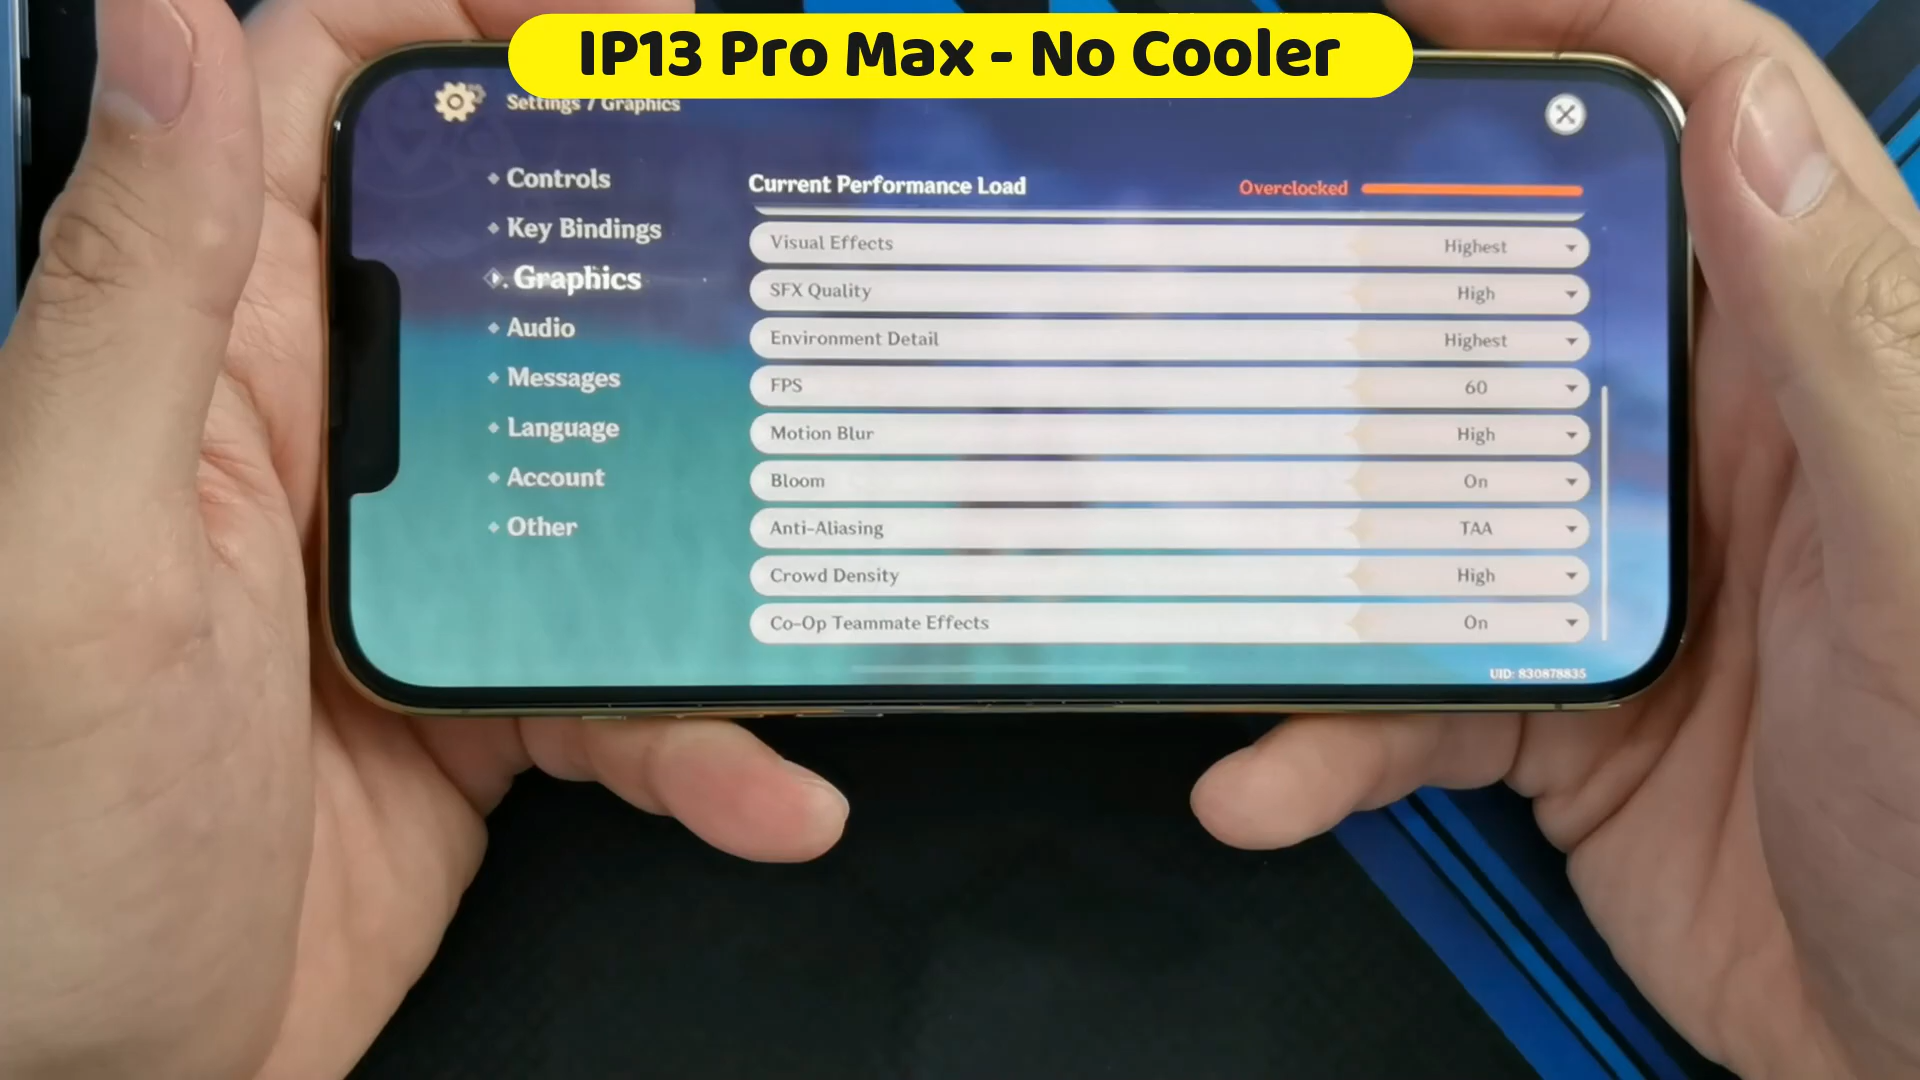 IP13 Pro Max - No Cooler
Settings / Graphics
Controls
Key Bindings
Graphics
Audio
Messages
Language
Account
Other
Current Performance Load Overclocked
Visual Effects Highest
SFX Quality High
Environment Detail Highest
FPS 60
Motion Blur High
Bloom On
Anti-Aliasing TAA
Crowd Density High
Co-Op Teammate Effects On
UID: 830878835